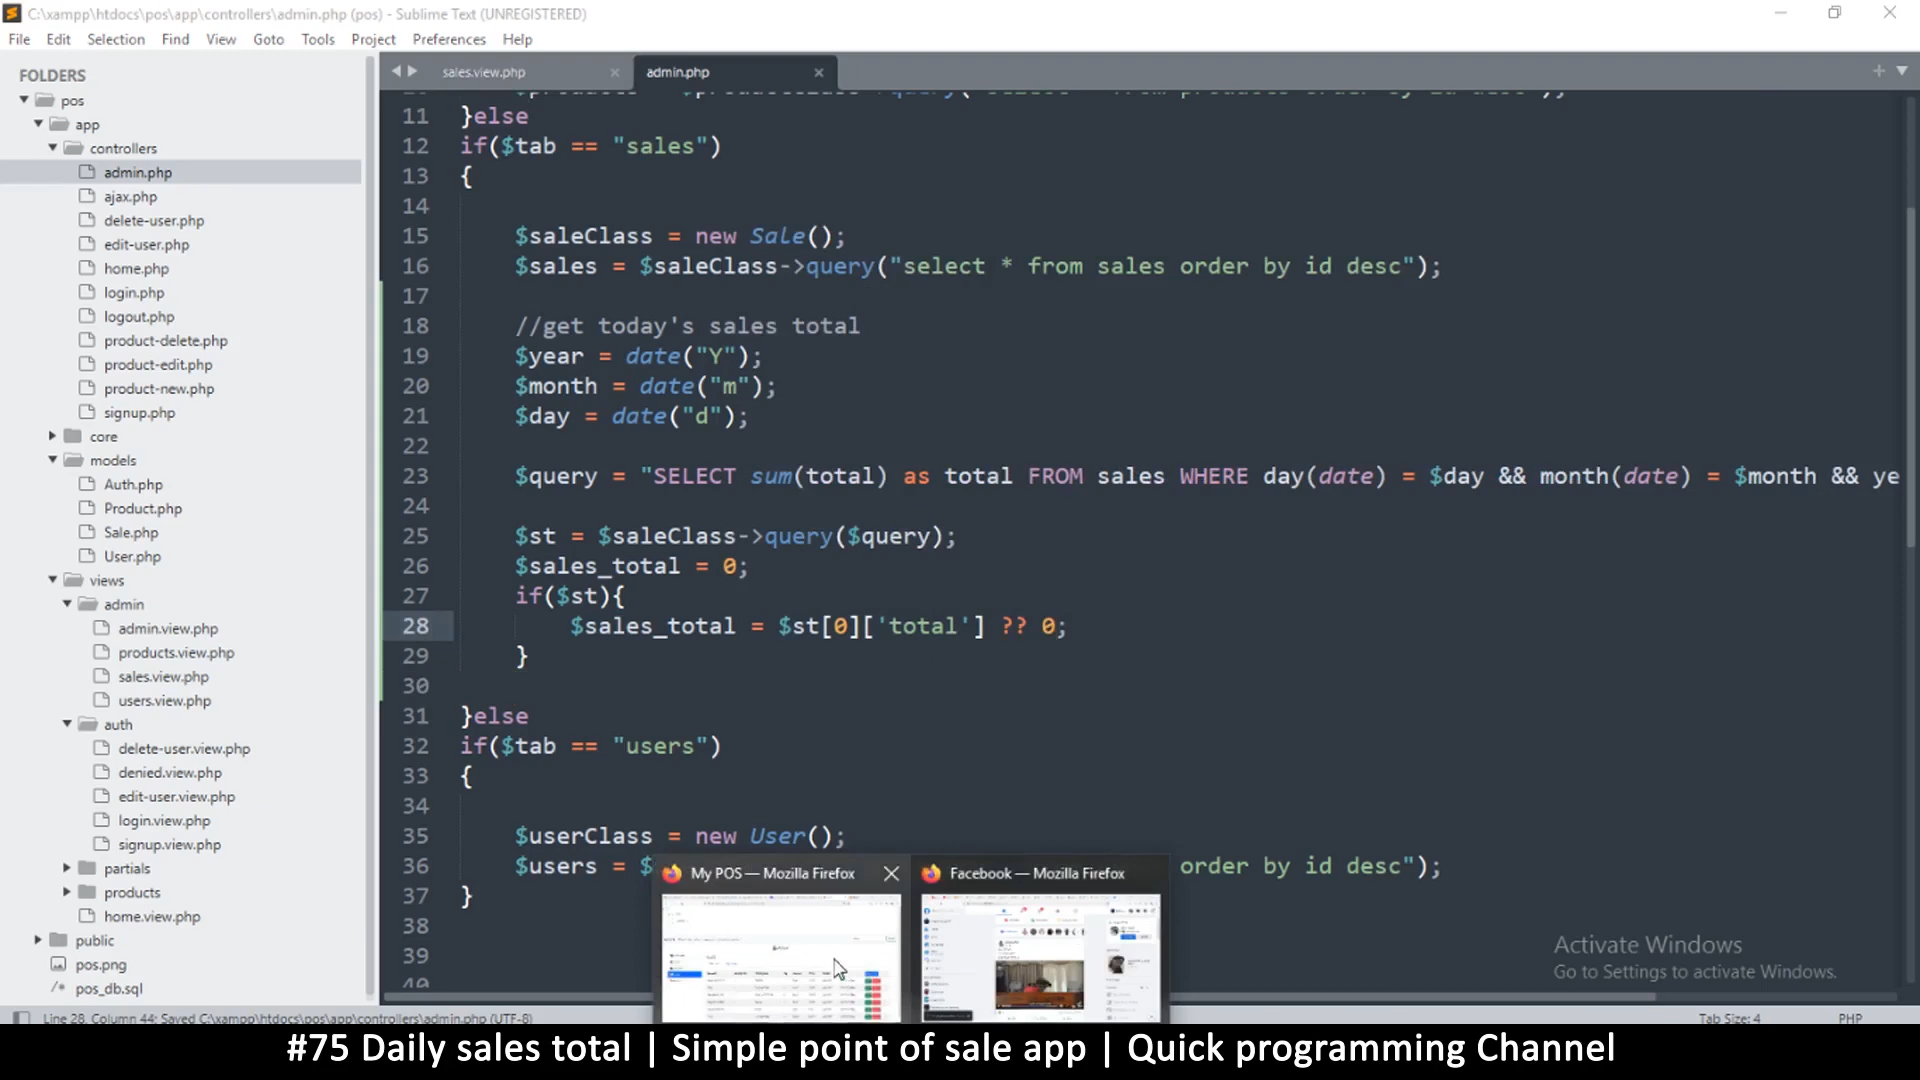 C:\xampp\htdocs\pos\app\controllers\admin.php (pos) - Sublime Text (UNREGISTERED)
File Edit Selection Find View Goto Tools Project Preferences Help
FOLDERS
pos
app
controllers
admin.php
ajax.php
delete-user.php
edit-user.php
home.php
login.php
logout.php
product-delete.php
product-edit.php
product-new.php
signup.php
core
models
Auth.php
Product.php
Sale.php
User.php
views
admin
admin.view.php
products.view.php
sales.view.php
users.view.php
auth
delete-user.view.php
denied.view.php
edit-user.view.php
login.view.php
signup.view.php
partials
products
home.view.php
public
pos.png
/* pos_db.sql
sales.view.php
admin.php
11 }else
12 if($tab == "sales")
13 {
14
15 $saleClass = new Sale();
16 $sales = $saleClass->query("select * from sales order by id desc");
17
18 //get today's sales total
19 $year = date("Y");
20 $month = date("m");
21 $day = date("d");
22
23 $query = "SELECT sum(total) as total FROM sales WHERE day(date) = $day && month(date) = $month && ye
24
25 $st = $saleClass->query($query);
26 $sales_total = 0;
27 if($st){
28 $sales_total = $st[0]['total'] ?? 0;
29 }
30
31 }else
32 if($tab == "users")
33 {
34
35 $userClass = new User();
36 $users = $ order by id desc");
37 }
38
39
40
My POS — Mozilla Firefox
Facebook — Mozilla Firefox
Activate Windows
Go to Settings to activate Windows.
Line 28, Column 44; Saved C:\xampp\htdocs\pos\app\controllers\admin.php (UTF-8)
Tab Size: 4
PHP
#75 Daily sales total | Simple point of sale app | Quick programming Channel